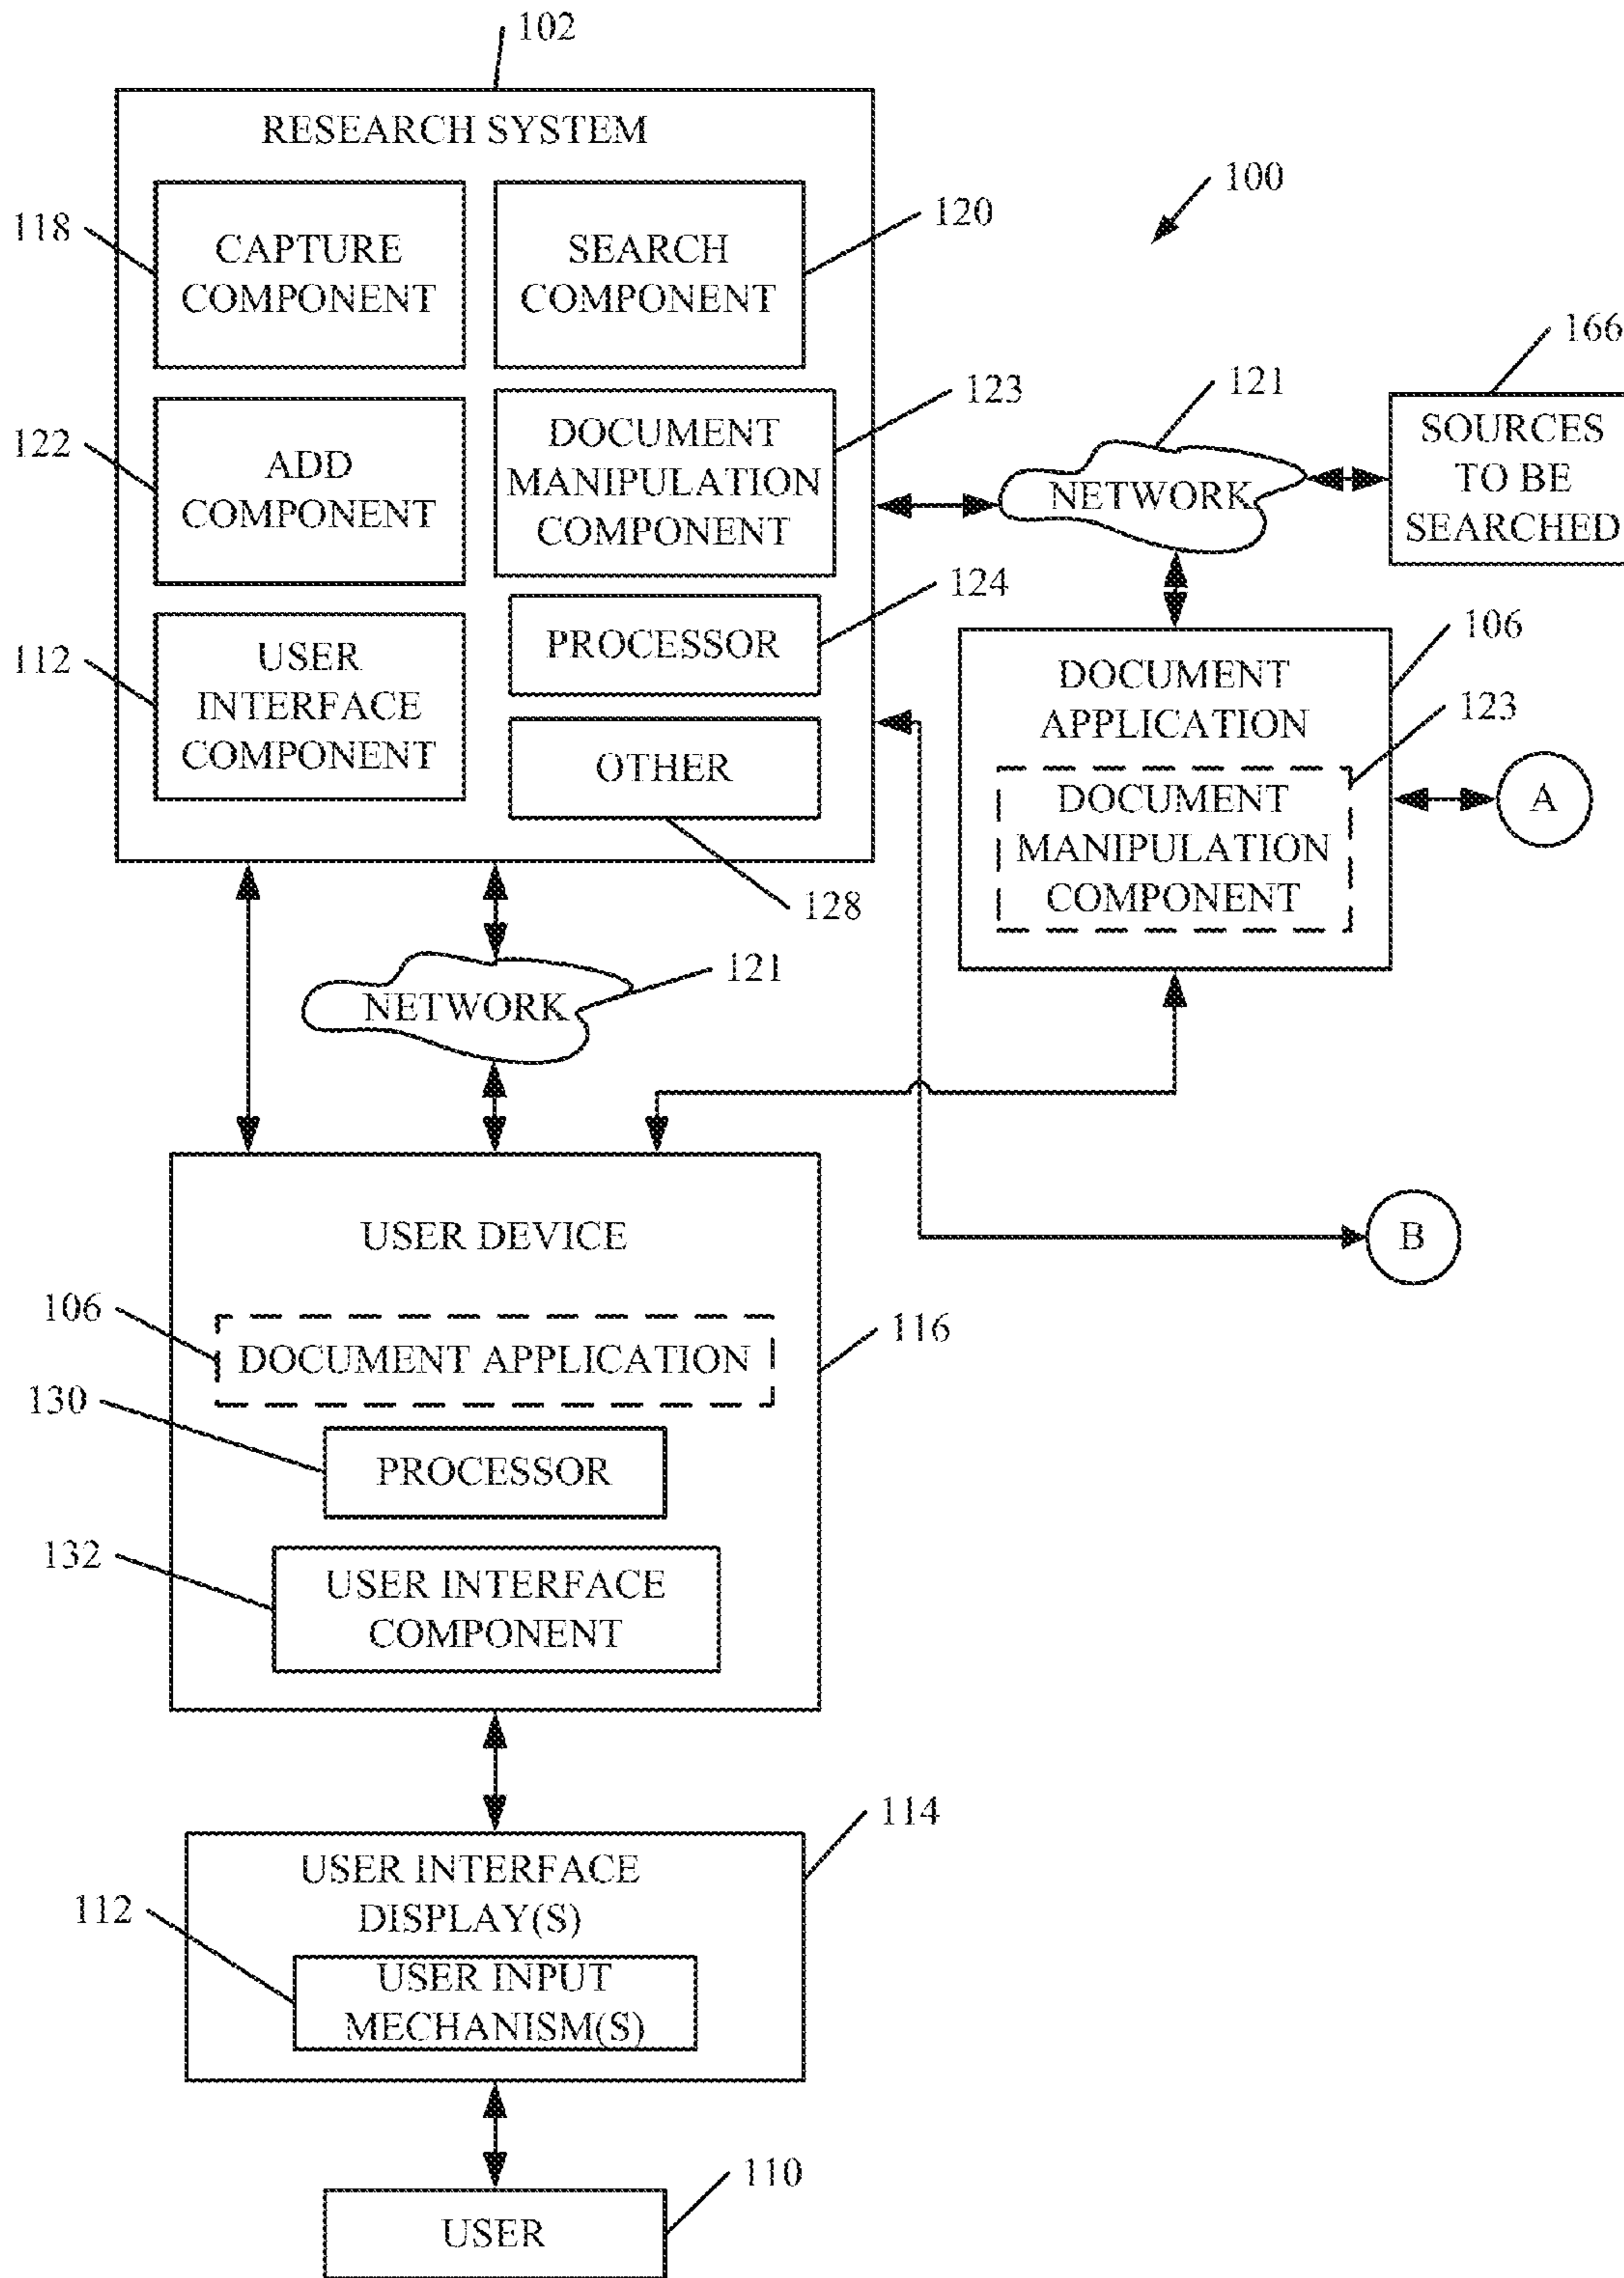 102
RESEARCH SYSTEM
100
118
CAPTURE
COMPONENT
SEARCH
COMPONENT
120
166
122
ADD
COMPONENT
DOCUMENT
MANIPULATION
COMPONENT
123
121
NETWORK
SOURCES
TO BE
SEARCHED
112
USER
INTERFACE
COMPONENT
PROCESSOR
124
OTHER
128
106
DOCUMENT
APPLICATION
123
DOCUMENT
MANIPULATION
COMPONENT
A
NETWORK
121
B
USER DEVICE
106
DOCUMENT APPLICATION
116
130
PROCESSOR
132
USER INTERFACE
COMPONENT
114
USER INTERFACE
DISPLAY(S)
112
USER INPUT
MECHANISM(S)
110
USER